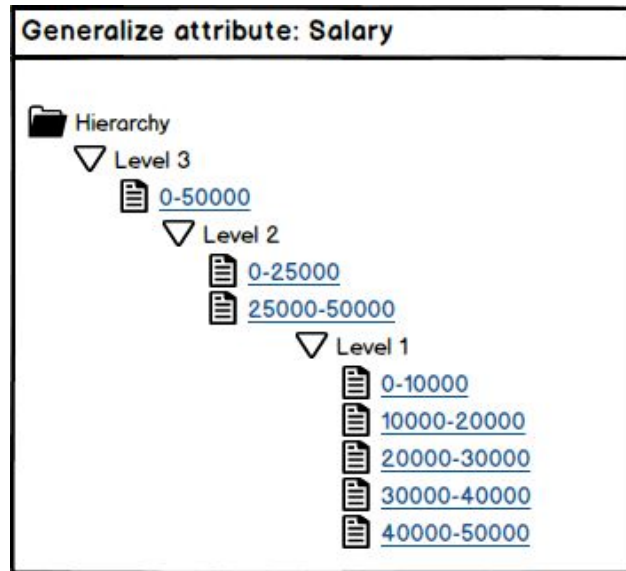 Generalize attribute: Salary
Hierarchy
Level 3
0-50000
Level 2
0-25000
25000-50000
Level 1
0-10000
10000-20000
20000-30000
30000-40000
40000-50000